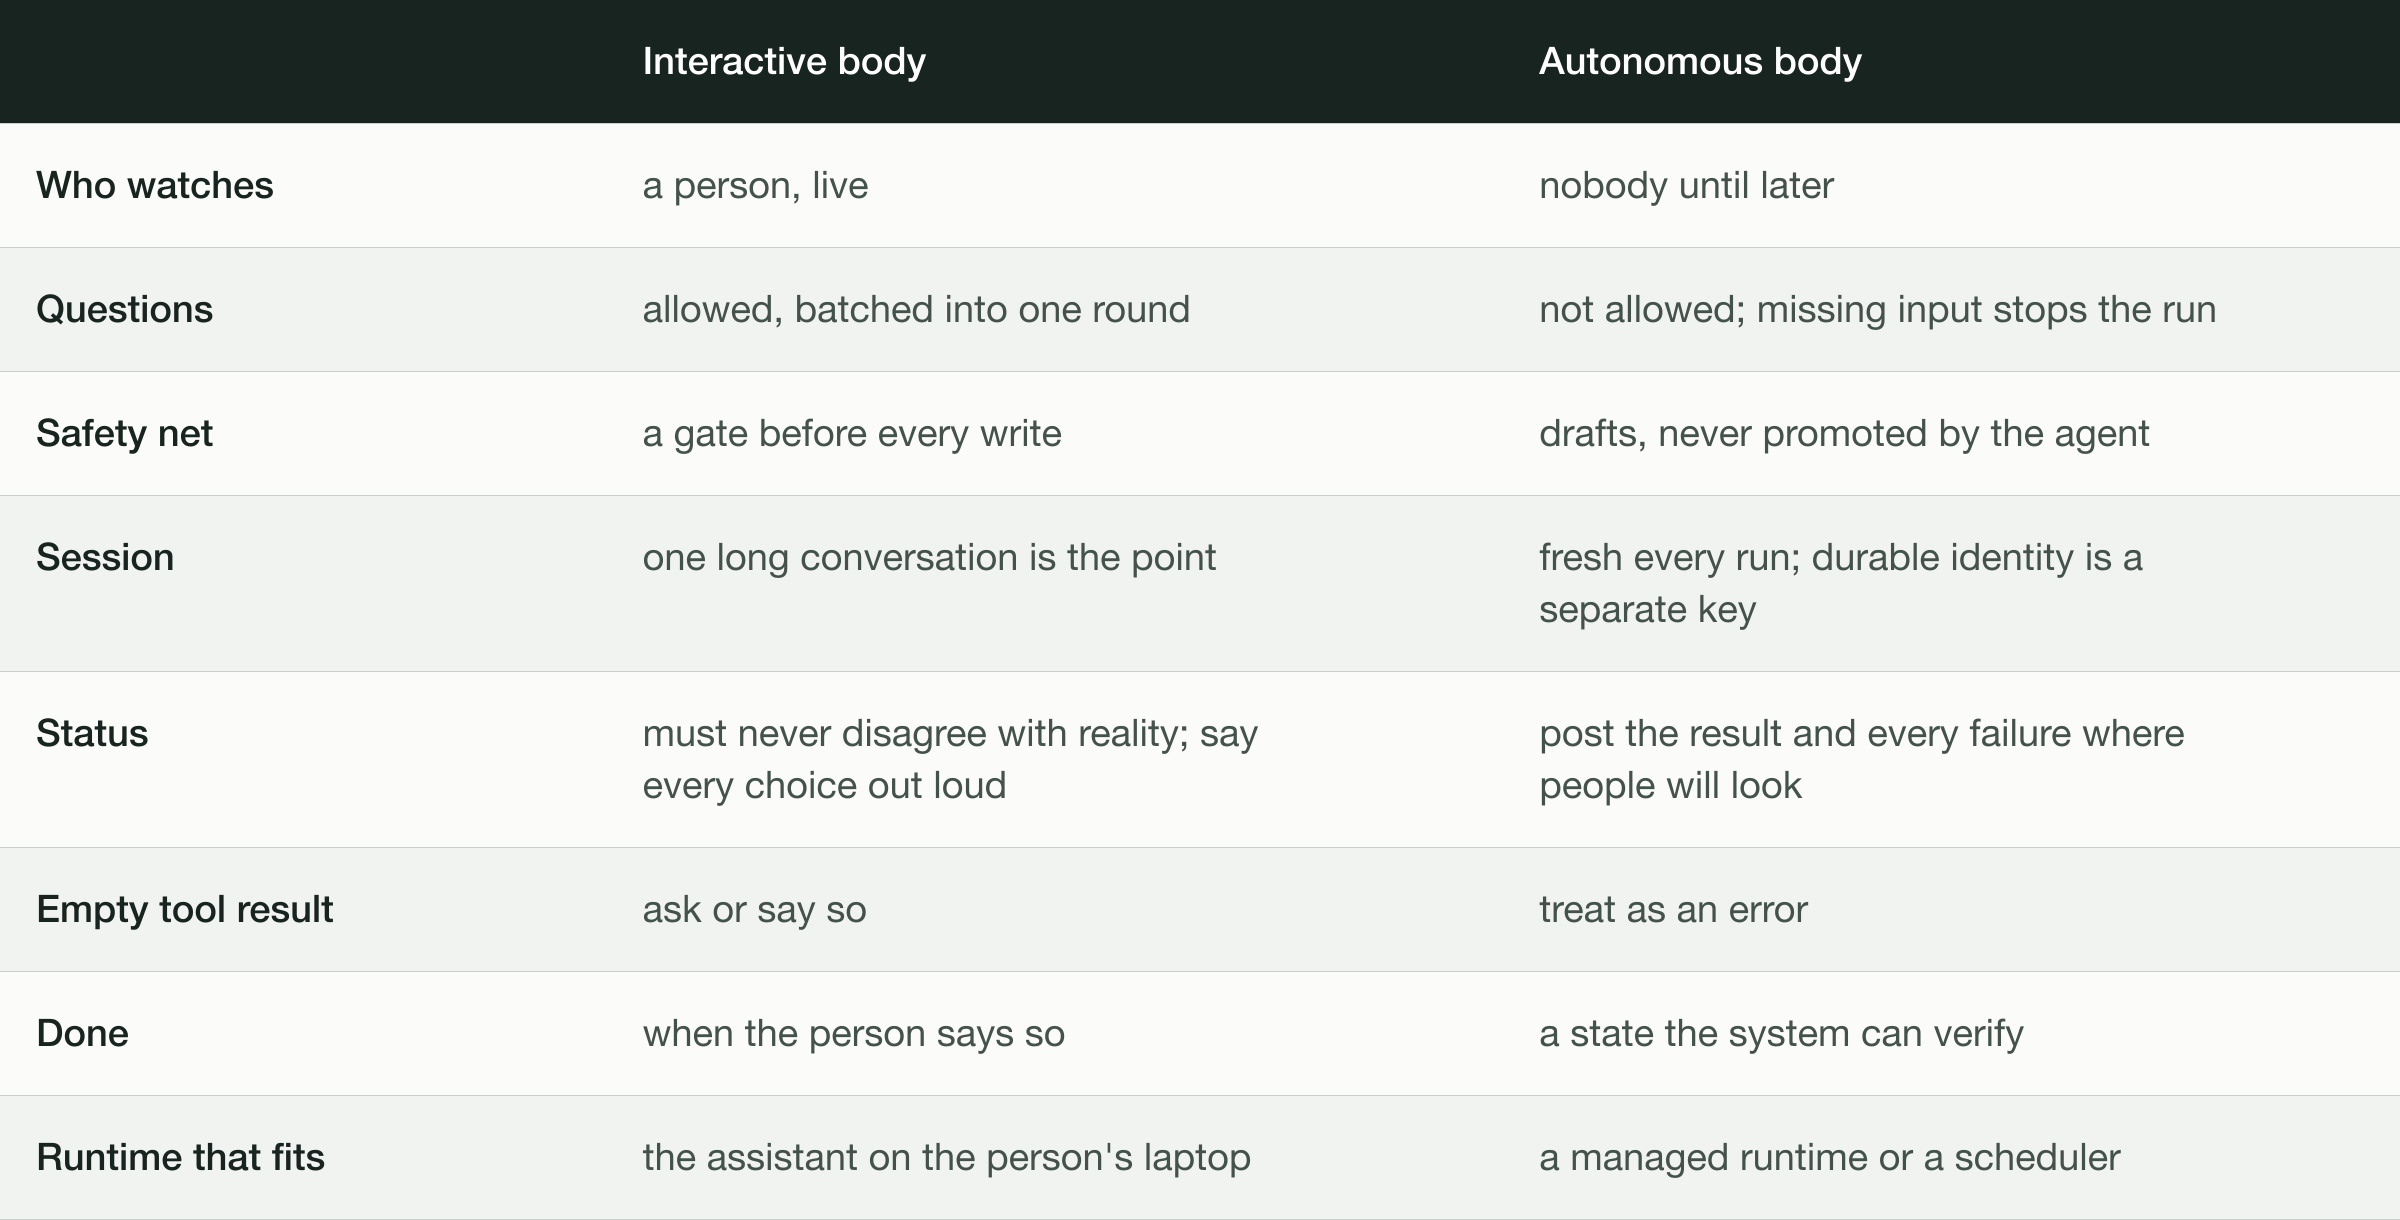 Interactive body
Autonomous body
Who watches
a person, live
nobody until later
Questions
allowed, batched into one round
not allowed; missing input stops the run
Safety net
a gate before every write
drafts, never promoted by the agent
Session
one long conversation is the point
fresh every run; durable identity is a
separate key
Status
must never disagree with reality; say
every choice out loud
post the result and every failure where
people will look
Empty tool result
ask or say so
treat as an error
Done
when the person says so
a state the system can verify
Runtime that fits
the assistant on the person's laptop
a managed runtime or a scheduler